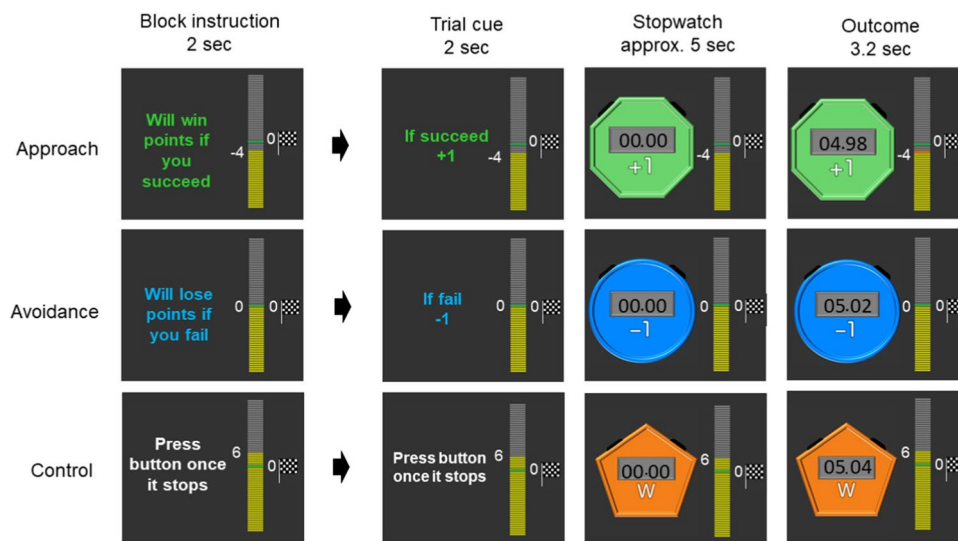 Block instruction
2 sec
Trial cue
2 sec
Stopwatch
approx. 5 sec
Outcome
3.2 sec
Approach
Will win
points if
you
succeed
-4
0
If succeed
+1
-4
0
00.00
+1
-4
0
04.98
+1
-4
0
Avoidance
Will lose
points if
you fail
0
0
If fail
-1
0
0
00.00
−1
0
0
05.02
−1
0
0
Control
Press
button once
it stops
6
0
Press button
once it stops
6
0
00.00
W
6
0
05.04
W
6
0